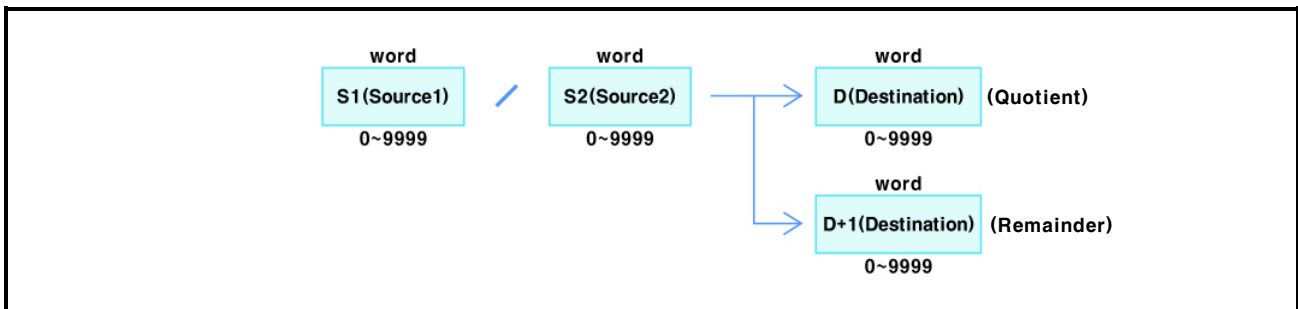 word word word
S1(Source1) / S2(Source2) D(Destination) (Quotient)
0~9999 0~9999 0~9999
word
D+1(Destination) (Remainder)
0~9999